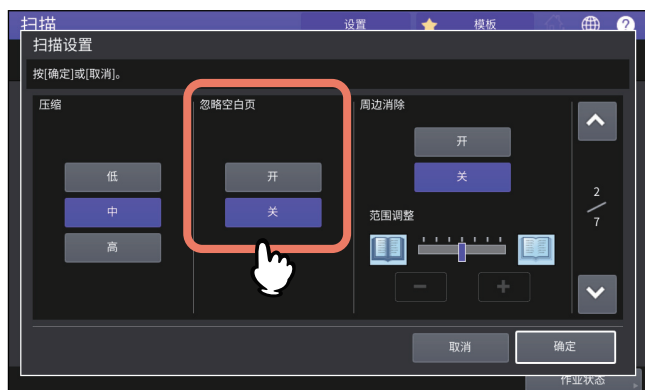 扫描
设置
模板
?
扫描设置
按[确定]或[取消]。
压缩
低
中
高
忽略空白页
开
关
周边消除
开
关
范围调整
2
7
取消
确定
作业状态